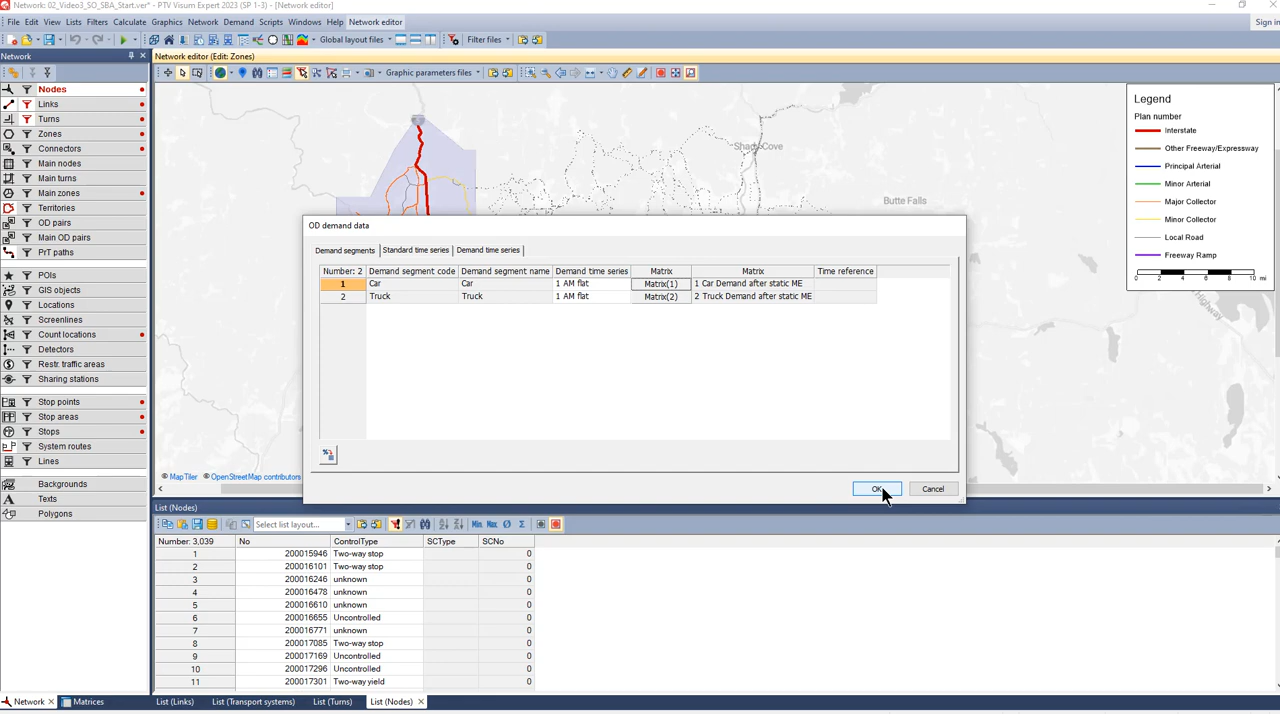 Network: 02_Video3_SO_SBA_Start.ver* - PTV Visum Expert 2023 (SP 1-3) - [Network editor]
File Edit View Lists Filters Calculate Graphics Network Demand Scripts Windows Help Network editor Sign in
Global layout files Filter files
Network Network editor (Edit: Zones)
Graphic parameters files
Nodes
Links
Turns
Zones
Connectors
Main nodes
Main turns
Main zones
Territories
OD pairs
Main OD pairs
PrT paths
POIs
GIS objects
Locations
Screenlines
Count locations
Detectors
Restr. traffic areas
Sharing stations
Stop points
Stop areas
Stops
System routes
Lines
Backgrounds
Texts
Polygons
Shady Cove
Butte Falls
Highway
Legend
Plan number
Interstate
Other Freeway/Expressway
Principal Arterial
Minor Arterial
Major Collector
Minor Collector
Local Road
Freeway Ramp
0 2 4 6 8 10 12 mi
OD demand data
Demand segments Standard time series Demand time series
Number: 2 Demand segment code Demand segment name Demand time series Matrix Matrix Time reference
1 Car Car 1 AM flat Matrix(1) 1 Car Demand after static ME
2 Truck Truck 1 AM flat Matrix(2) 2 Truck Demand after static ME
OK Cancel
MapTiler OpenStreetMap contributors
List (Nodes)
Select list layout... Min Max Ø Σ
Number: 3,039 No ControlType SCType SCNo
1 200015946 Two-way stop 0
2 200016101 Two-way stop 0
3 200016246 unknown 0
4 200016478 unknown 0
5 200016610 unknown 0
6 200016655 Uncontrolled 0
7 200016771 unknown 0
8 200017085 Two-way stop 0
9 200017169 Uncontrolled 0
10 200017296 Uncontrolled 0
11 200017301 Two-way yield 0
Network Matrices List (Links) List (Transport systems) List (Turns) List (Nodes)